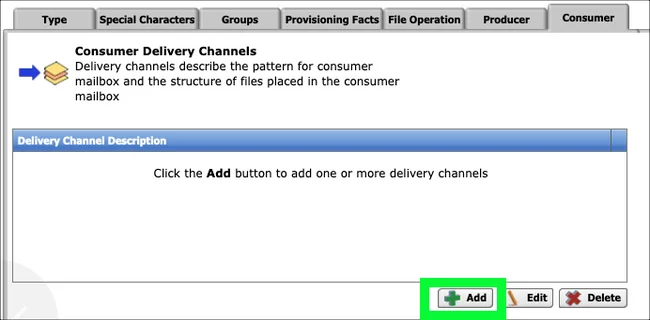 Type Special Characters Groups Provisioning Facts File Operation Producer Consumer
Consumer Delivery Channels
Delivery channels describe the pattern for consumer
mailbox and the structure of files placed in the consumer
mailbox
Delivery Channel Description
Click the Add button to add one or more delivery channels
Add Edit Delete